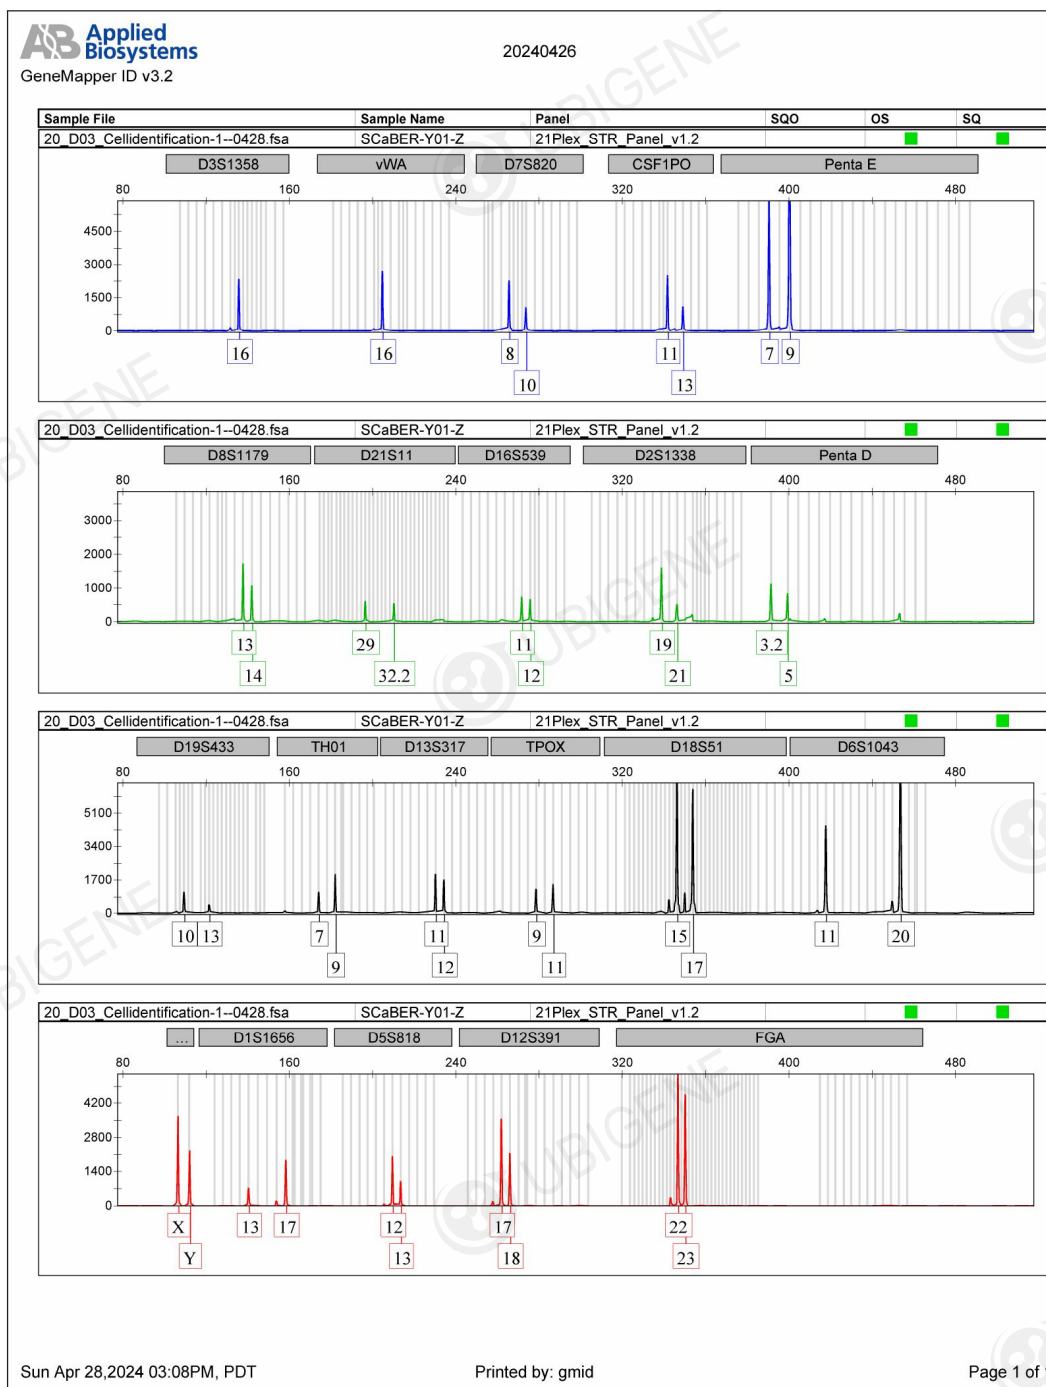 Applied
Biosystems
GeneMapper ID v3.2
20240426
Sample File Sample Name Panel SQO OS SQ
20_D03_Cellidentification-1--0428.fsa SCaBER-Y01-Z 21Plex_STR_Panel_v1.2
D3S1358 vWA D7S820 CSF1PO Penta E
80 160 240 320 400 480
4500
3000
1500
0
16 16 8 11 7 9
10 13
20_D03_Cellidentification-1--0428.fsa SCaBER-Y01-Z 21Plex_STR_Panel_v1.2
D8S1179 D21S11 D16S539 D2S1338 Penta D
80 160 240 320 400 480
3000
2000
1000
0
13 29 11 19 3.2
14 32.2 12 21 5
20_D03_Cellidentification-1--0428.fsa SCaBER-Y01-Z 21Plex_STR_Panel_v1.2
D19S433 TH01 D13S317 TPOX D18S51 D6S1043
80 160 240 320 400 480
5100
3400
1700
0
10 13 7 11 9 15 11 20
9 12 11 17
20_D03_Cellidentification-1--0428.fsa SCaBER-Y01-Z 21Plex_STR_Panel_v1.2
... D1S1656 D5S818 D12S391 FGA
80 160 240 320 400 480
4200
2800
1400
0
X 13 17 12 17 22
Y 13 18 23
Sun Apr 28,2024 03:08PM, PDT Printed by: gmid Page 1 of
UBIGENE